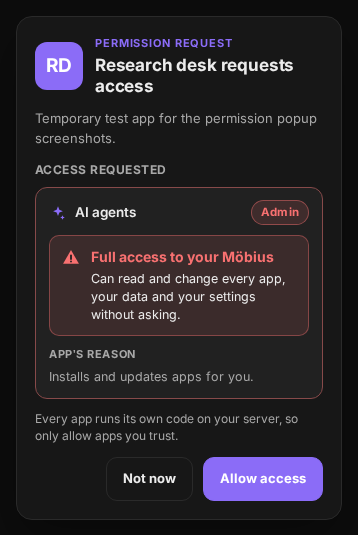 RD
PERMISSION REQUEST
Research desk requests
access
Temporary test app for the permission popup
screenshots.
ACCESS REQUESTED
AI agents
Admin
Full access to your Möbius
Can read and change every app,
your data and your settings
without asking.
APP'S REASON
Installs and updates apps for you.
Every app runs its own code on your server, so
only allow apps you trust.
Not now
Allow access